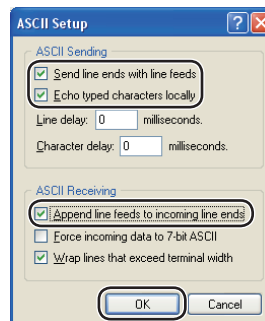 ASCII Setup
ASCII Sending
Send line ends with line feeds
Echo typed characters locally
Line delay: 0 milliseconds.
Character delay: 0 milliseconds.
ASCII Receiving
Append line feeds to incoming line ends
Force incoming data to 7-bit ASCII
Wrap lines that exceed terminal width
OK Cancel